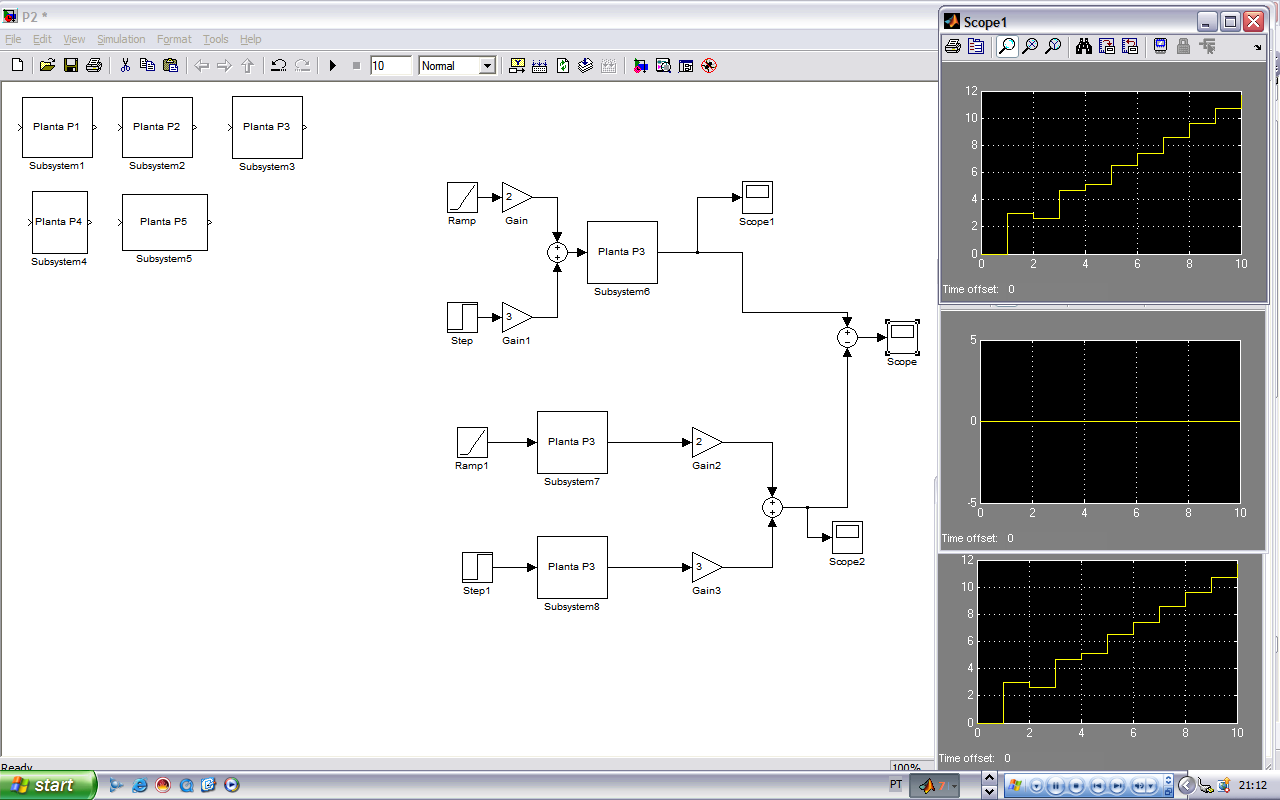 P2 *
File Edit View Simulation Format Tools Help
10
Normal
Planta P1
Subsystem1
Planta P2
Subsystem2
Planta P3
Subsystem3
Planta P4
Subsystem4
Planta P5
Subsystem5
Ramp
2
Gain
+
+
Planta P3
Subsystem6
Scope1
Step
3
Gain1
+
−
Scope
Ramp1
Planta P3
Subsystem7
2
Gain2
+
+
Scope2
Step1
Planta P3
Subsystem8
3
Gain3
Ready
100%
Scope1
12
10
8
6
4
2
0
0 2 4 6 8 10
Time offset: 0
5
0
-5
0 2 4 6 8 10
Time offset: 0
12
10
8
6
4
2
0
0 2 4 6 8 10
Time offset: 0
start
PT
7
21:12